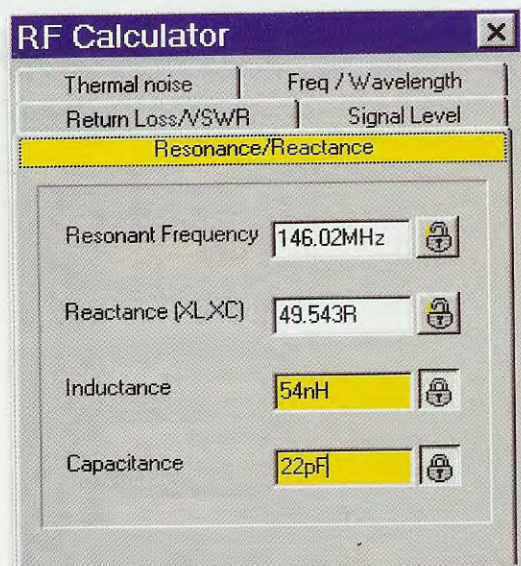 RF Calculator
Thermal noise Freq / Wavelength
Return Loss/VSWR Signal Level
Resonance/Reactance
Resonant Frequency 146.02MHz
Reactance (XL,XC) 49.543R
Inductance 54nH
Capacitance 22pF